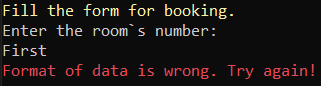 Fill the form for booking.
Enter the room`s number:
First
Format of data is wrong. Try again!